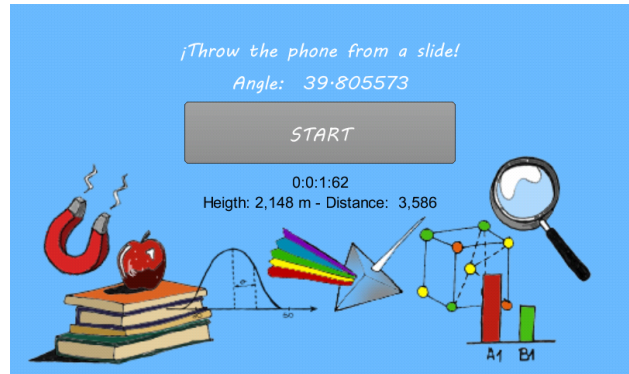 ¡Throw the phone from a slide!
Angle: 39.805573
START
0:0:1:62
Heigth: 2,148 m - Distance: 3,586
A1 B1